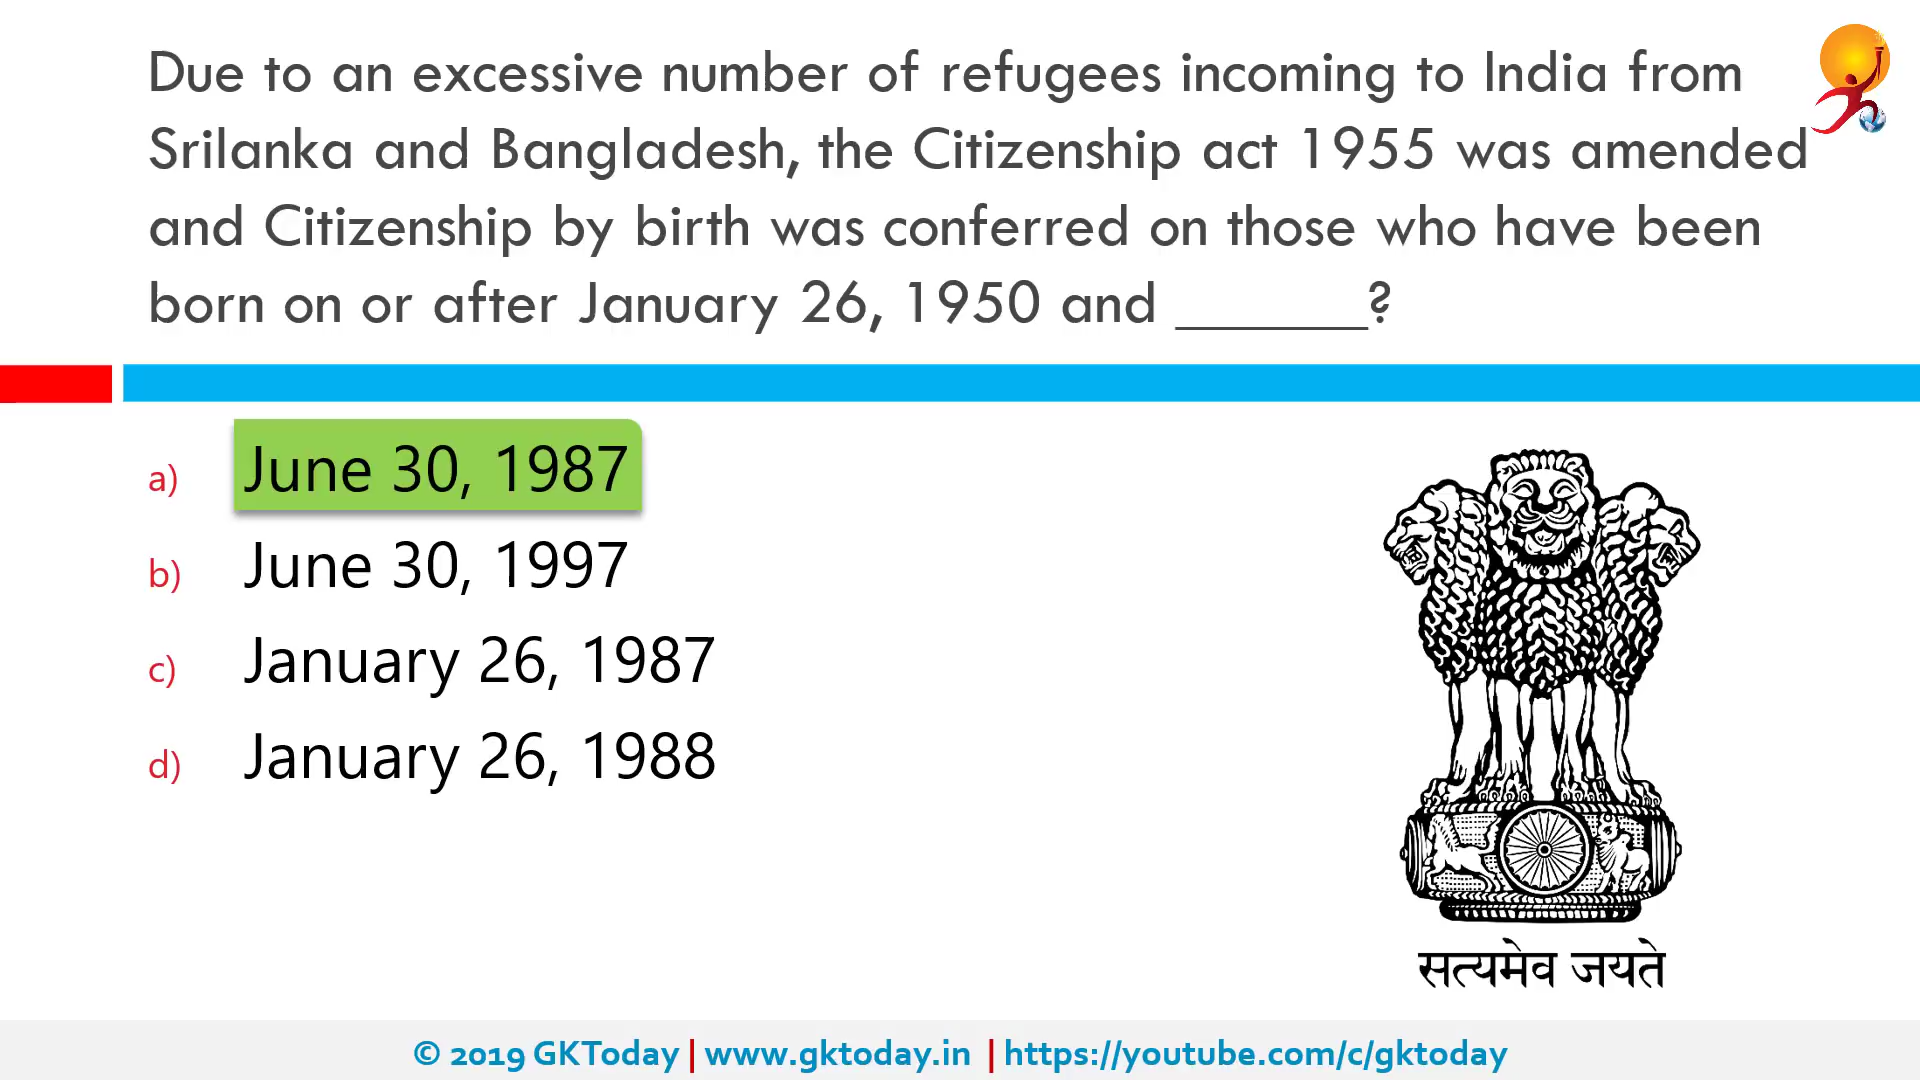 Due to an excessive number of refugees incoming to India from
Srilanka and Bangladesh, the Citizenship act 1955 was amended
and Citizenship by birth was conferred on those who have been
born on or after January 26, 1950 and ______?
a) June 30, 1987
b) June 30, 1997
c) January 26, 1987
d) January 26, 1988
सत्यमेव जयते
© 2019 GKToday | www.gktoday.in | https://youtube.com/c/gktoday